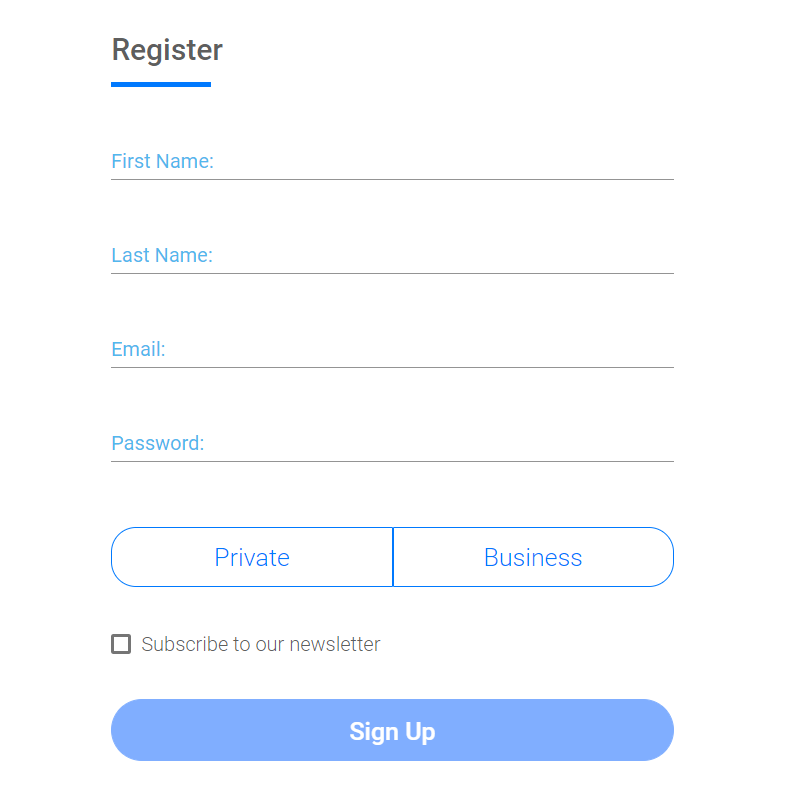 Register
First Name:
Last Name:
Email:
Password:
Private Business
Subscribe to our newsletter
Sign Up